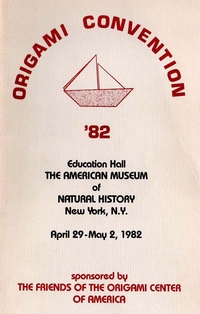 ORIGAMI CONVENTION
'82
Education Hall
THE AMERICAN MUSEUM
of
NATURAL HISTORY
New York, N.Y.
April 29-May 2, 1982
sponsored by
THE FRIENDS OF THE ORIGAMI CENTER
OF AMERICA